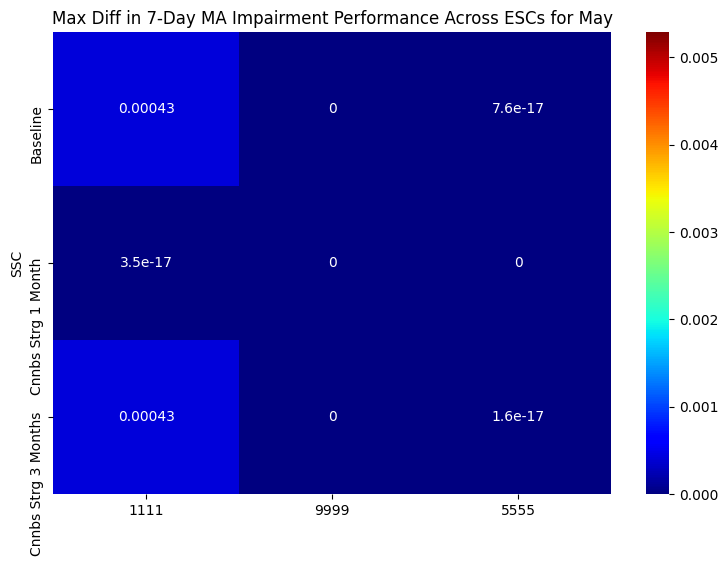 Max Diff in 7-Day MA Impairment Performance Across ESCs for May
SSC
Baseline
0.00043
0
7.6e-17
Cnnbs Strg 1 Month
3.5e-17
0
0
Cnnbs Strg 3 Months
0.00043
0
1.6e-17
1111
9999
5555
0.005
0.004
0.003
0.002
0.001
0.000